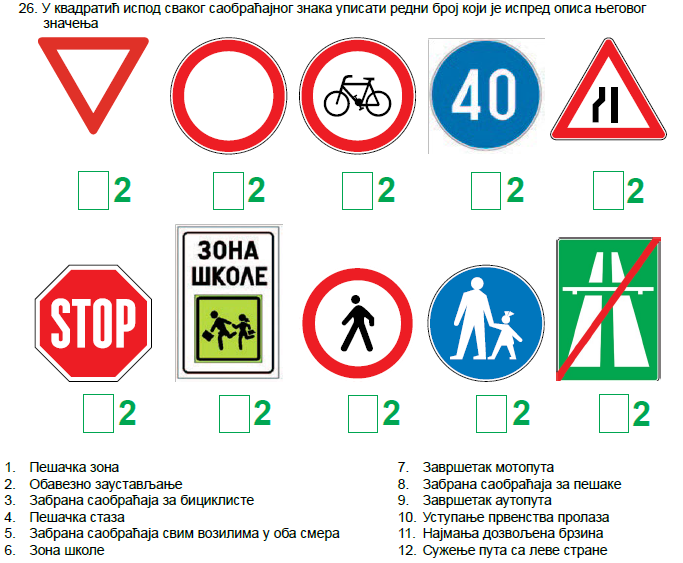 26. У квадратић испод сваког саобраћајног знака уписати редни број који је испред описа његовог
значења
40
2 2 2 2 2
STOP
ЗОНА
ШКОЛЕ
2 2 2 2 2
1. Пешачка зона
2. Обавезно заустављање
3. Забрана саобраћаја за бициклисте
4. Пешачка стаза
5. Забрана саобраћаја свим возилима у оба смера
6. Зона школе
7. Завршетак мотопута
8. Забрана саобраћаја за пешаке
9. Завршетак аутопута
10. Уступање првенства пролаза
11. Најмања дозвољена брзина
12. Сужење пута са леве стране